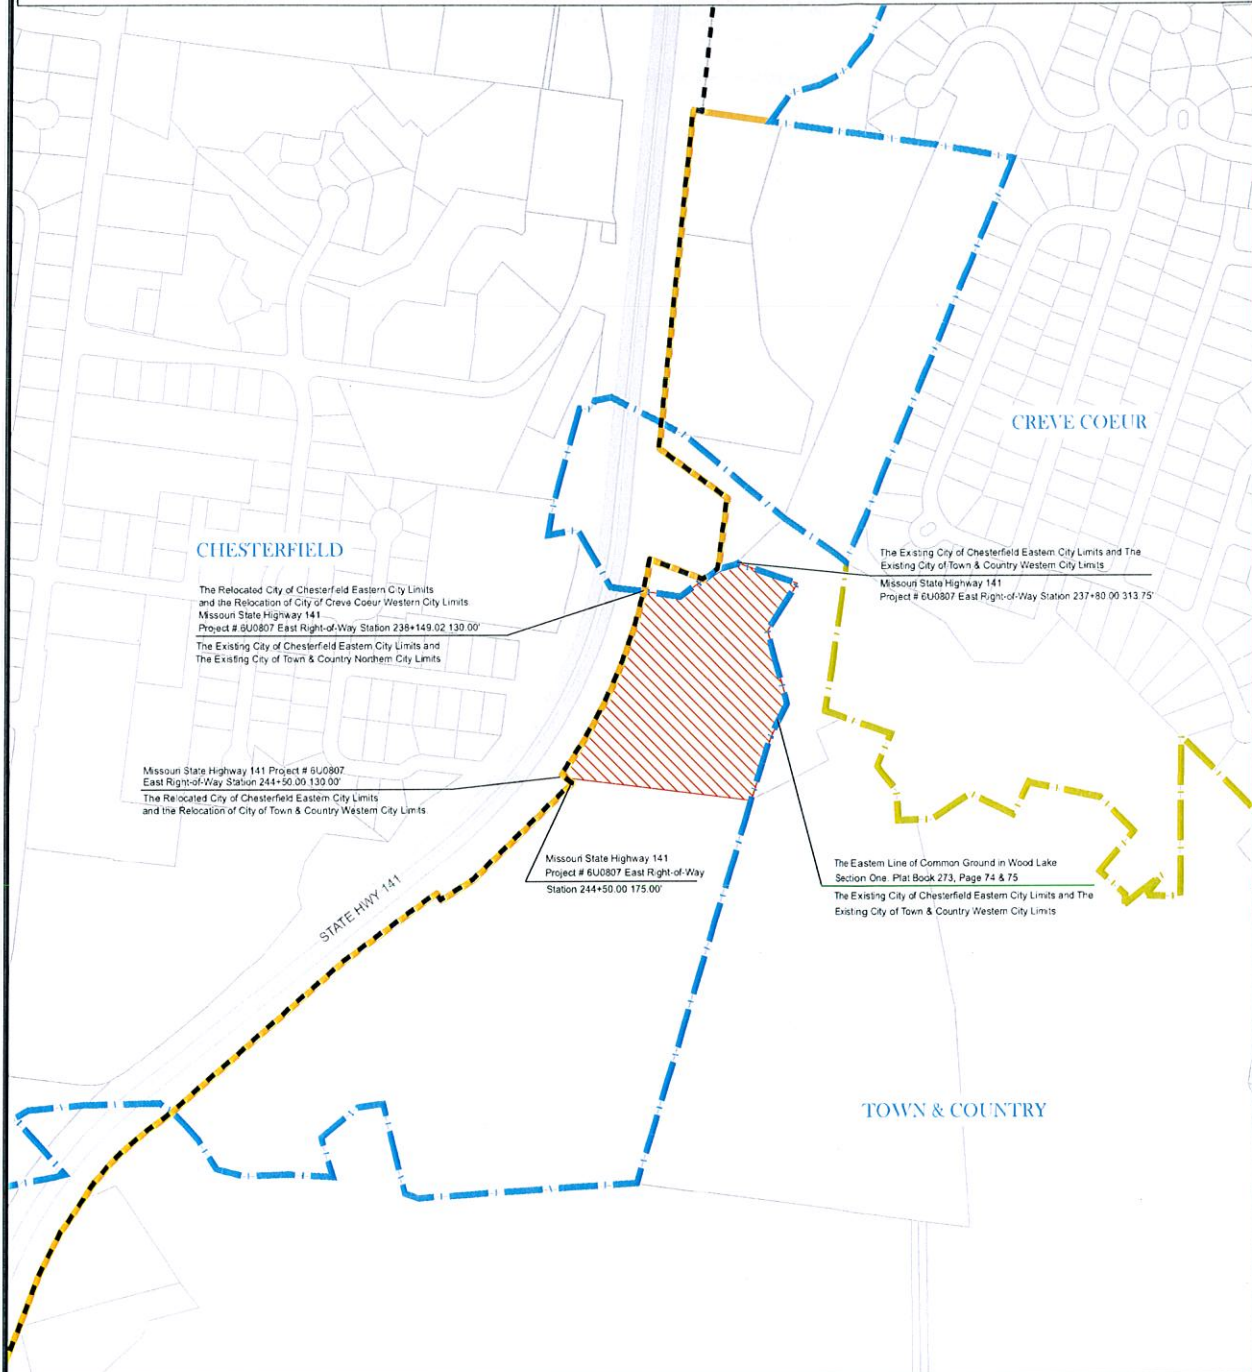 CREVE COEUR
CHESTERFIELD
The Existing City of Chesterfield Eastern City Limits and The
Existing City of Town & Country Western City Limits
Missouri State Highway 141
Project # 6U0807 East Right-of-Way Station 237+80.00 313.75'
The Relocated City of Chesterfield Eastern City Limits
and the Relocation of City of Creve Coeur Western City Limits
Missouri State Highway 141
Project # 6U0807 East Right-of-Way Station 238+149.02 130.00'
The Existing City of Chesterfield Eastern City Limits and
The Existing City of Town & Country Northern City Limits
Missouri State Highway 141 Project # 6U0807
East Right-of-Way Station 244+50.00 130.00'
The Relocated City of Chesterfield Eastern City Limits
and the Relocation of City of Town & Country Western City Limits
Missouri State Highway 141
Project # 6U0807 East Right-of-Way
Station 244+50.00 175.00'
The Eastern Line of Common Ground in Wood Lake
Section One. Plat Book 273, Page 74 & 75
The Existing City of Chesterfield Eastern City Limits and The
Existing City of Town & Country Western City Limits
STATE HWY 141
TOWN & COUNTRY